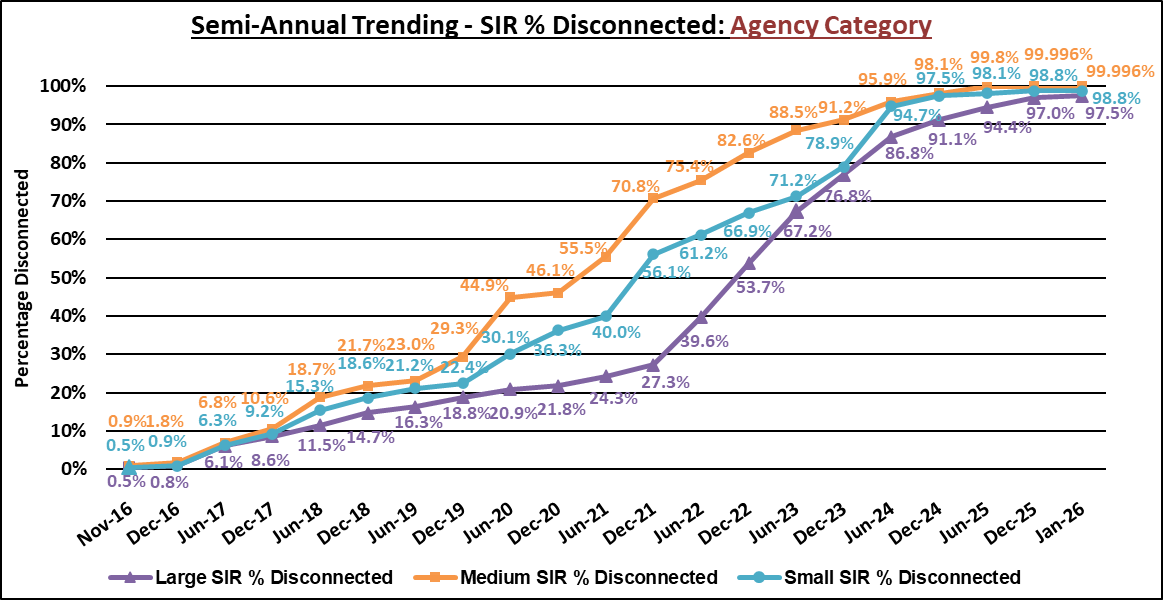 Semi-Annual Trending - SIR % Disconnected: Agency Category
Percentage Disconnected
100%
90%
80%
70%
60%
50%
40%
30%
20%
10%
0%
0.9% 1.8% 6.8% 10.6% 18.7% 21.7% 23.0% 29.3% 44.9% 46.1% 55.5% 70.8% 75.4% 82.6% 88.5% 91.2% 95.9% 98.1% 99.8% 99.996% 99.996%
0.5% 0.9% 6.3% 9.2% 15.3% 18.6% 21.2% 22.4% 30.1% 36.3% 40.0% 56.1% 61.2% 66.9% 71.2% 78.9% 94.7% 97.5% 98.1% 98.8% 98.8%
0.5% 0.8% 6.1% 8.6% 11.5% 14.7% 16.3% 18.8% 20.9% 21.8% 24.3% 27.3% 39.6% 53.7% 67.2% 76.8% 86.8% 91.1% 94.4% 97.0% 97.5%
Nov-16 Dec-16 Jun-17 Dec-17 Jun-18 Dec-18 Jun-19 Dec-19 Jun-20 Dec-20 Jun-21 Dec-21 Jun-22 Dec-22 Jun-23 Dec-23 Jun-24 Dec-24 Jun-25 Dec-25 Jan-26
Large SIR % Disconnected Medium SIR % Disconnected Small SIR % Disconnected